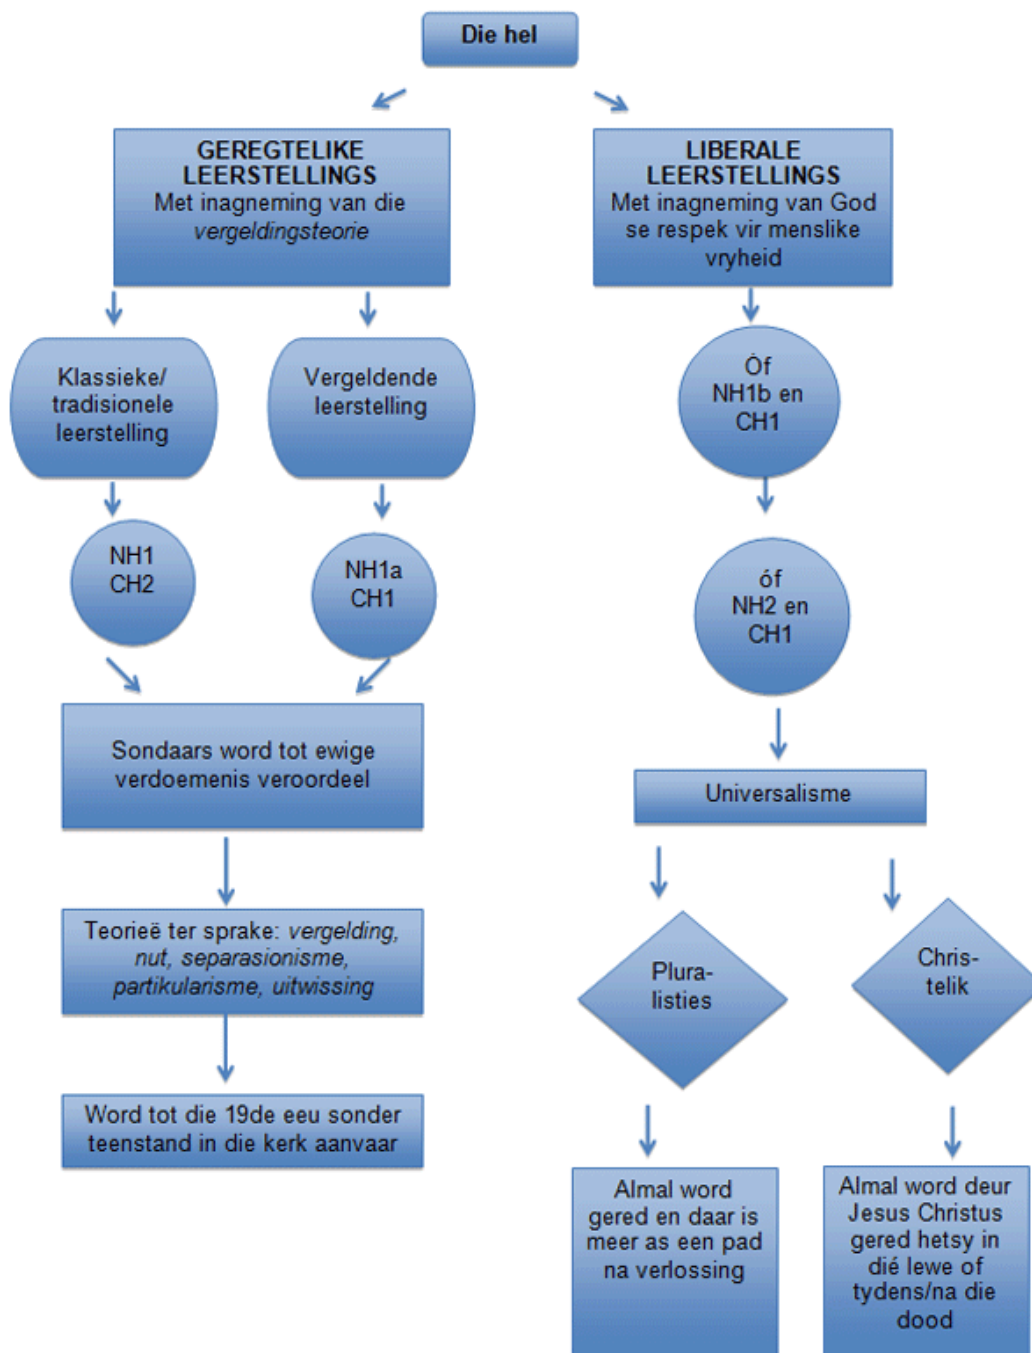 Die hel
GEREGTELIKE
LEERSTELLINGS
Met inagneming van die
vergeldingsteorie
LIBERALE
LEERSTELLINGS
Met inagneming van God
se respek vir menslike
vryheid
Klassieke/
tradisionele
leerstelling
Vergeldende
leerstelling
Óf
NH1b en
CH1
NH1
CH2
NH1a
CH1
óf
NH2 en
CH1
Sondaars word tot ewige
verdoemenis veroordeel
Universalisme
Teorieë ter sprake: vergelding,
nut, separasionisme,
partikularisme, uitwissing
Plura-
listies
Chris-
telik
Word tot die 19de eeu sonder
teenstand in die kerk aanvaar
Almal word
gered en daar is
meer as een pad
na verlossing
Almal word deur
Jesus Christus
gered hetsy in
dié lewe of
tydens/na die
dood